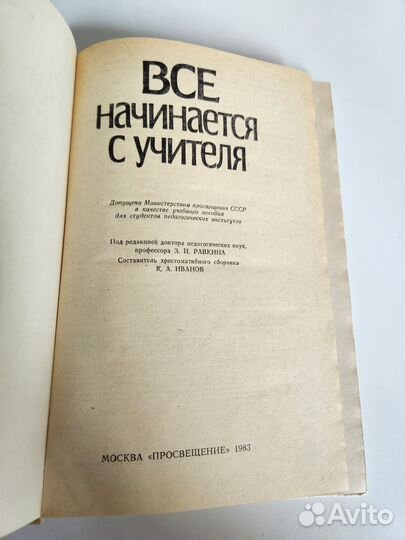 ВСЕ
начинается
с учителя
Допущено Министерством просвещения СССР
в качестве учебного пособия
для студентов педагогических институтов
Под редакцией доктора педагогических наук,
профессора З. И. РАВКИНА
Составитель хрестоматийного сборника
К. А. ИВАНОВ
МОСКВА «ПРОСВЕЩЕНИЕ» 1983
Avito